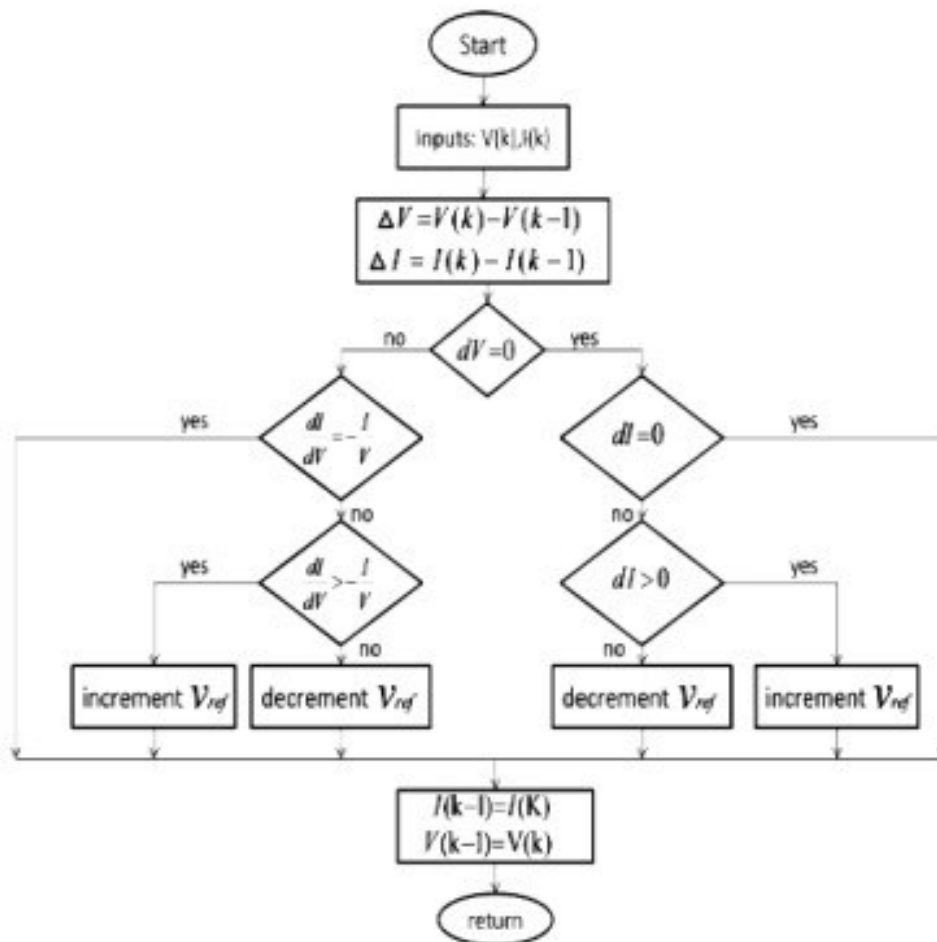 Start
inputs: V(k),I(k)
ΔV=V(k)−V(k−1)
ΔI=I(k)−I(k−1)
no
dV=0
yes
yes
dI/dV=−I/V
dI=0
yes
no
no
yes
dI/dV>−I/V
dI>0
yes
no
no
increment Vref
decrement Vref
decrement Vref
increment Vref
I(k−1)=I(K)
V(k−1)=V(k)
return